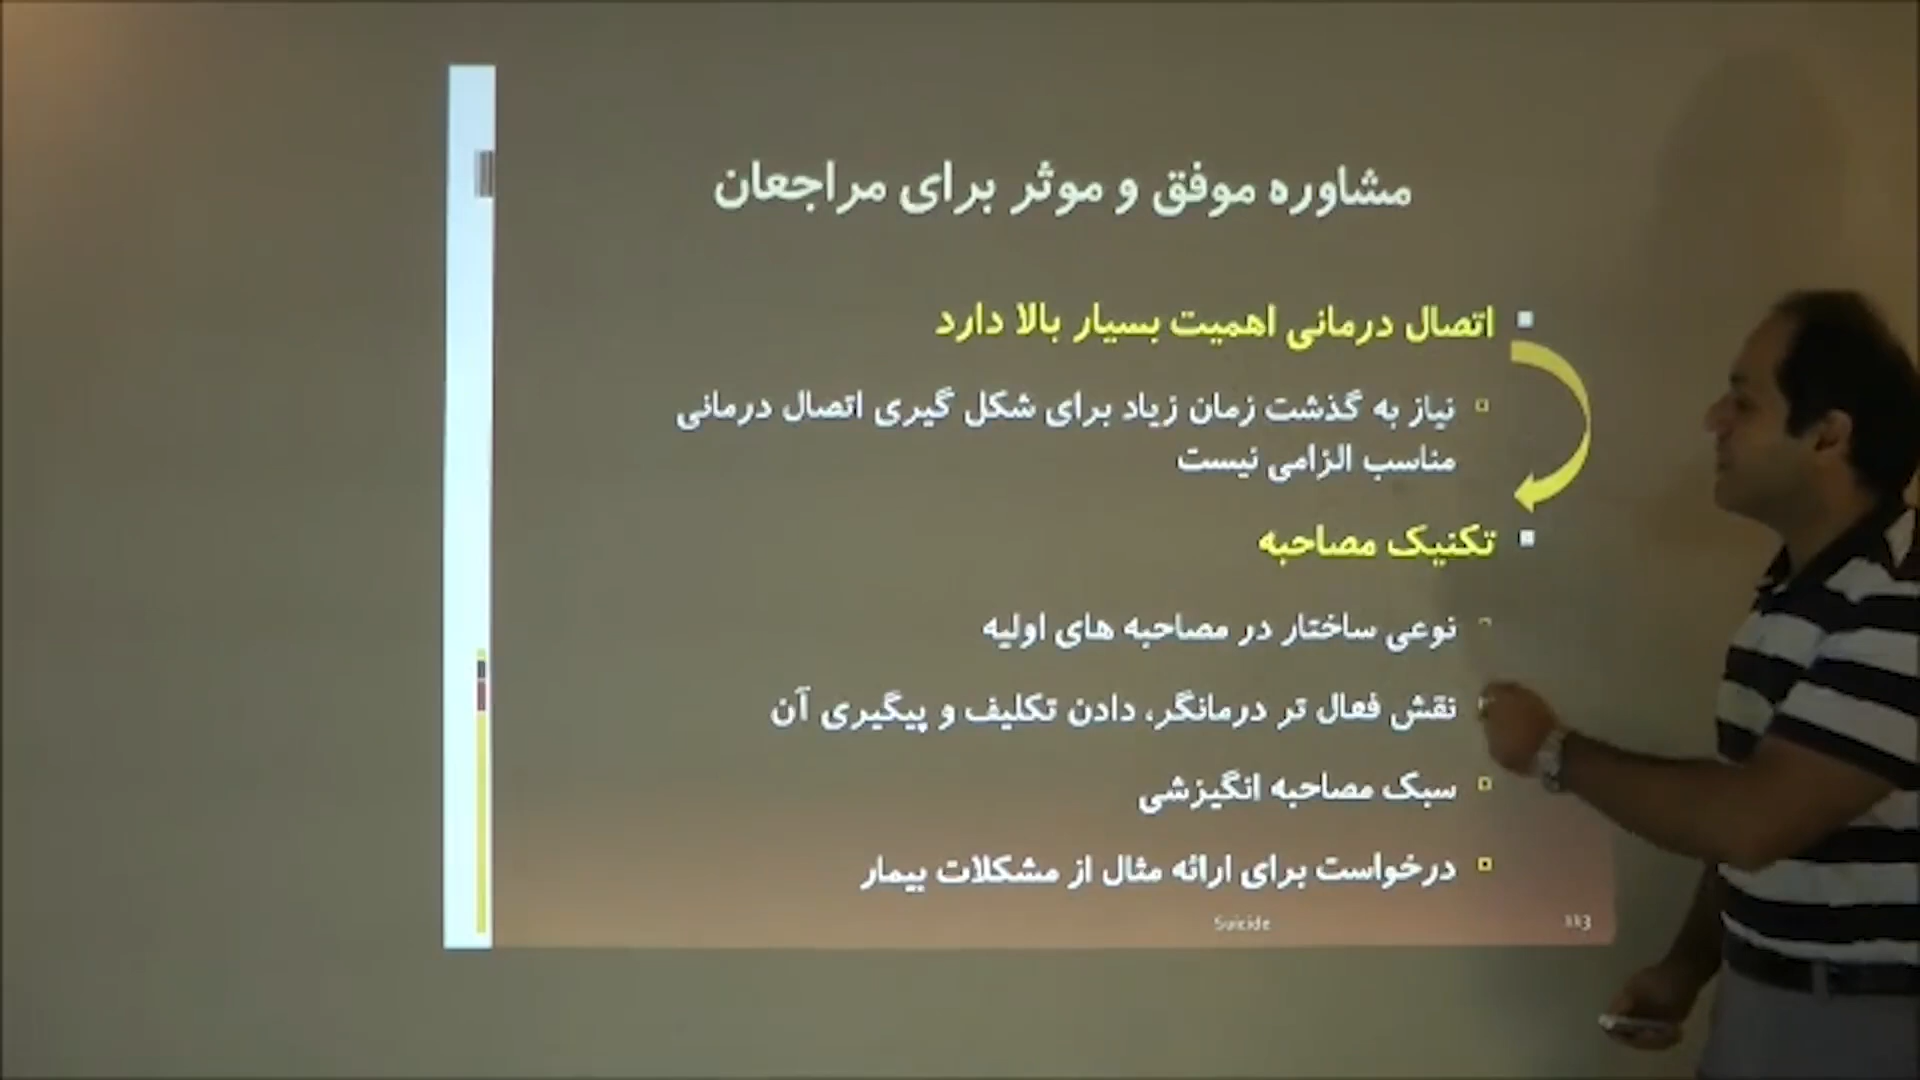 مشاوره موفق و موثر برای مراجعان
اتصال درمانی اهمیت بسیار بالا دارد
نیاز به گذشت زمان زیاد برای شکل گیری اتصال درمانی
مناسب الزامی نیست
تکنیک مصاحبه
نوعی ساختار در مصاحبه های اولیه
نقش فعال تر درمانگر، دادن تکلیف و پیگیری آن
سبک مصاحبه انگیزشی
درخواست برای ارائه مثال از مشکلات بیمار
Suicide
113